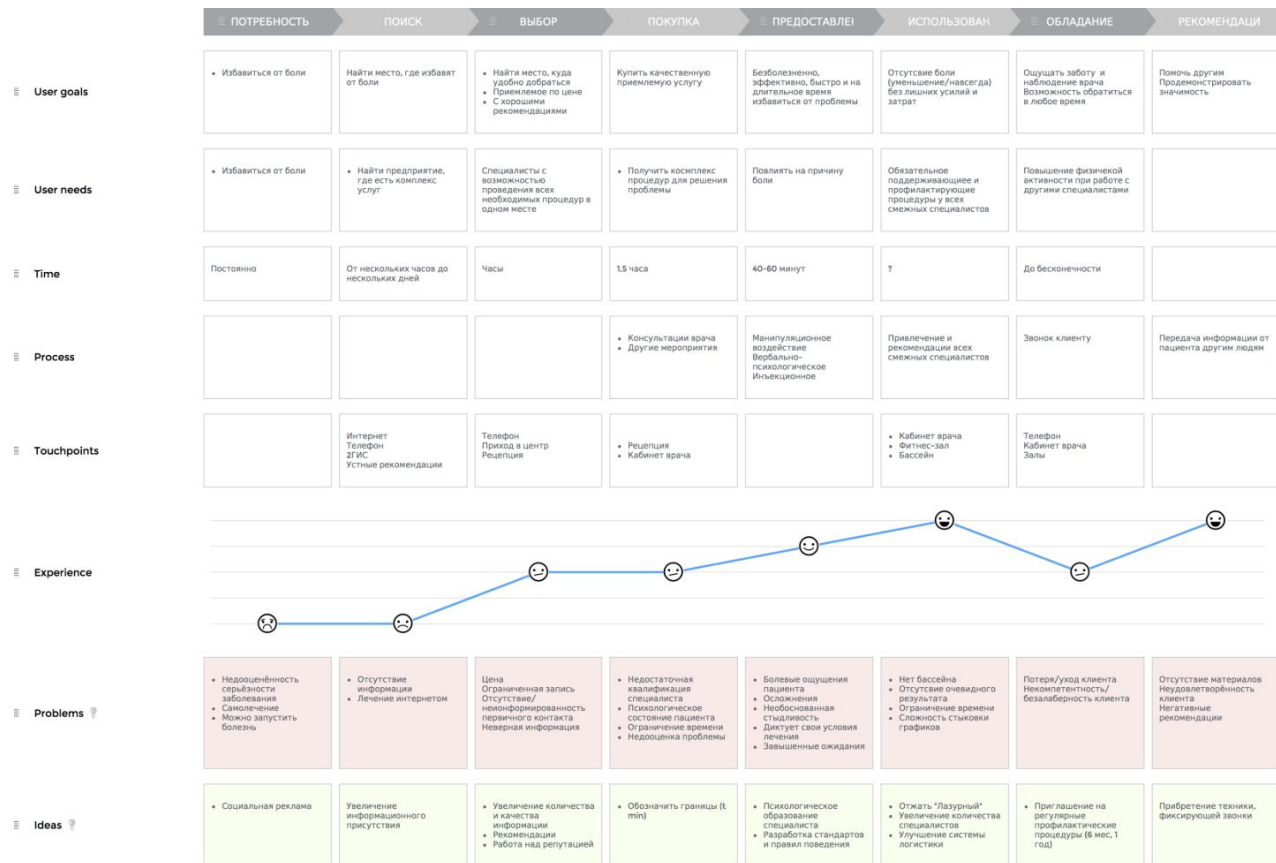 ПОТРЕБНОСТЬ
ПОИСК
ВЫБОР
ПОКУПКА
ПРЕДОСТАВЛЕІ
ИСПОЛЬЗОВАН
ОБЛАДАНИЕ
РЕКОМЕНДАЦИ
User goals
• Избавиться от боли
Найти место, где избавят
от боли
• Найти место, куда
удобно добраться
• Приемлемое по цене
• С хорошими
рекомендациями
Купить качественную
приемлемую услугу
Безболезненно,
эффективно, быстро и на
длительное время
избавиться от проблемы
Отсутсвие боли
(уменьшение/навсегда)
без лишних усилий и
затрат
Ощущать заботу и
наблюдение врача
Возможность обратиться
в любое время
Помочь другим
Продемонстрировать
значимость
User needs
• Избавиться от боли
• Найти предприятие,
где есть комплекс
услуг
Специалисты с
возможностью
проведения всех
необходимых процедур в
одном месте
• Получить космплекс
процедур для решения
проблемы
Повлиять на причину
боли
Обязательное
поддерживающиее и
профилактирующие
процедуры у всех
смежных специалистов
Повышение физичекой
активности при работе с
другими специалистами
Time
Постоянно
От нескольких часов до
нескольких дней
Часы
1,5 часа
40-60 минут
?
До бесконечности
Process
• Консультации врача
• Другие мероприятия
Манипуляционное
воздействие
Вербально-
психологическое
Инъекционное
Привлечение и
рекомендации всех
смежных специалистов
Звонок клиенту
Передача информации от
пациента другим людям
Touchpoints
Интернет
Телефон
2ГИС
Устные рекомендации
Телефон
Приход в центр
Рецепция
• Рецепция
• Кабинет врача
• Кабинет врача
• Фитнес-зал
• Бассейн
Телефон
Кабинет врача
Залы
Experience
Problems
• Недооценённость
серьёзности
заболевания
• Самолечение
• Можно запустить
болезнь
• Отсутствие
информации
• Лечение интернетом
Цена
Ограниченная запись
Отсутствие/
неионформированность
первичного контакта
Неверная информация
• Недостаточная
квалификация
специалиста
• Психологическое
состояние пациента
• Ограничение времени
• Недооценка проблемы
• Болевые ощущения
пациента
• Осложнения
• Необоснованная
стыдливость
• Диктует свои условия
лечения
• Завышенные ожидания
• Нет бассейна
• Отсутсвие очевидного
результата
• Ограничение времени
• Сложность стыковки
графиков
Потеря/уход клиента
Некомпетентность/
безалаберность клиента
Отсутствие материалов
Неудовлетворённость
клиента
Негативные
рекомендации
Ideas
• Социальная реклама
Увеличение
информационного
присутствия
• Увеличение количества
и качества
информации
• Рекомендации
• Работа над репутацией
• Обозначить границы (t
min)
• Психологическое
образование
специалиста
• Разработка стандартов
и правил поведения
• Отжать "Лазурный"
• Увеличение количества
специалистов
• Улучшение системы
логистики
• Приглашение на
регулярные
профилактические
процедуры (6 мес, 1
год)
Прибретение техники,
фиксирующей звонки